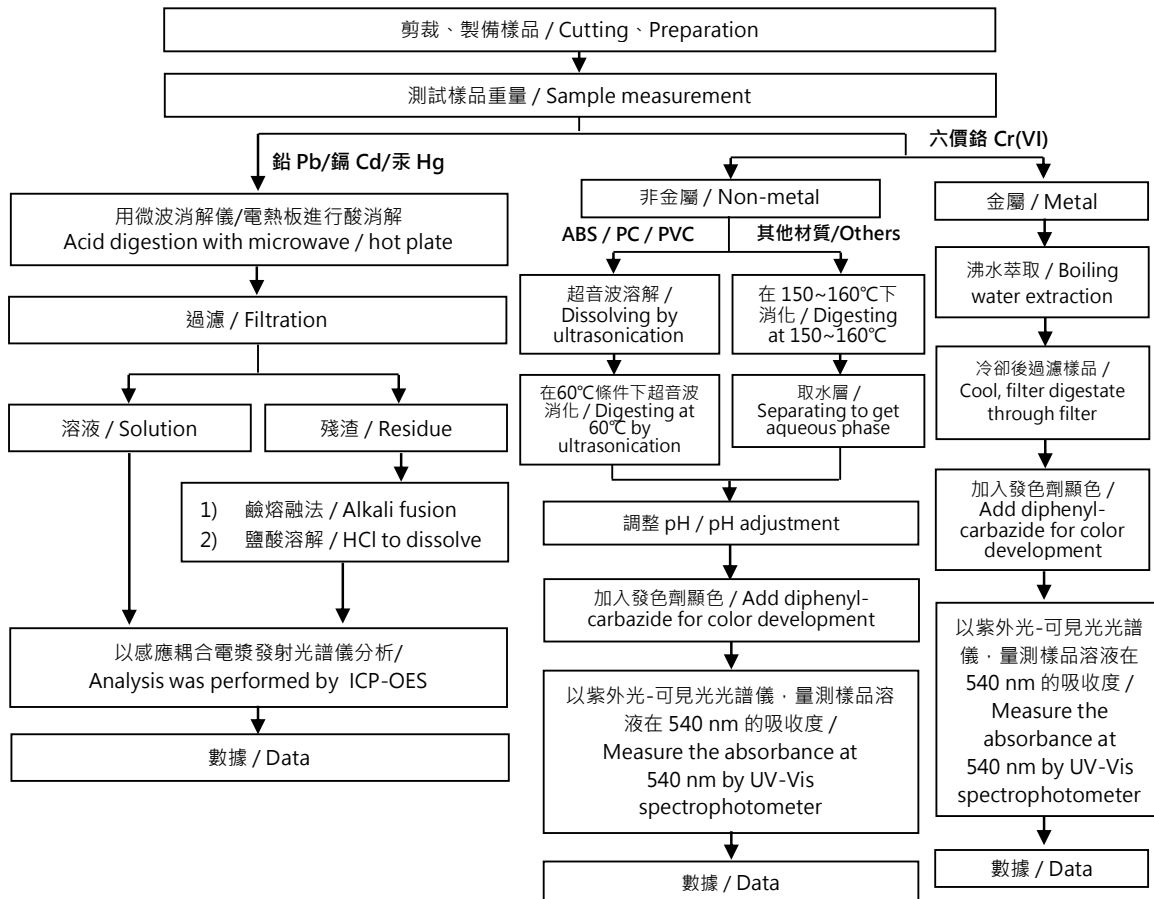 剪裁、製備樣品 / Cutting、Preparation
測試樣品重量 / Sample measurement
鉛 Pb/鎘 Cd/汞 Hg
六價鉻 Cr(VI)
用微波消解儀/電熱板進行酸消解
Acid digestion with microwave / hot plate
過濾 / Filtration
溶液 / Solution
殘渣 / Residue
1) 鹼熔融法 / Alkali fusion
2) 鹽酸溶解 / HCl to dissolve
以感應耦合電漿發射光譜儀分析/
Analysis was performed by ICP-OES
數據 / Data
非金屬 / Non-metal
ABS / PC / PVC
其他材質/Others
超音波溶解 /
Dissolving by
ultrasonication
在60℃條件下超音波
消化 / Digesting at
60℃ by
ultrasonication
在 150~160℃下
消化 / Digesting
at 150~160℃
取水層 /
Separating to get
aqueous phase
調整 pH / pH adjustment
加入發色劑顯色 / Add diphenyl-
carbazide for color development
以紫外光-可見光光譜儀，量測樣品溶
液在 540 nm 的吸收度 /
Measure the absorbance at
540 nm by UV-Vis
spectrophotometer
數據 / Data
金屬 / Metal
沸水萃取 / Boiling
water extraction
冷卻後過濾樣品 /
Cool, filter digestate
through filter
加入發色劑顯色 /
Add diphenyl-
carbazide for color
development
以紫外光-可見光光譜
儀，量測樣品溶液在
540 nm 的吸收度 /
Measure the
absorbance at
540 nm by UV-Vis
spectrophotometer
數據 / Data